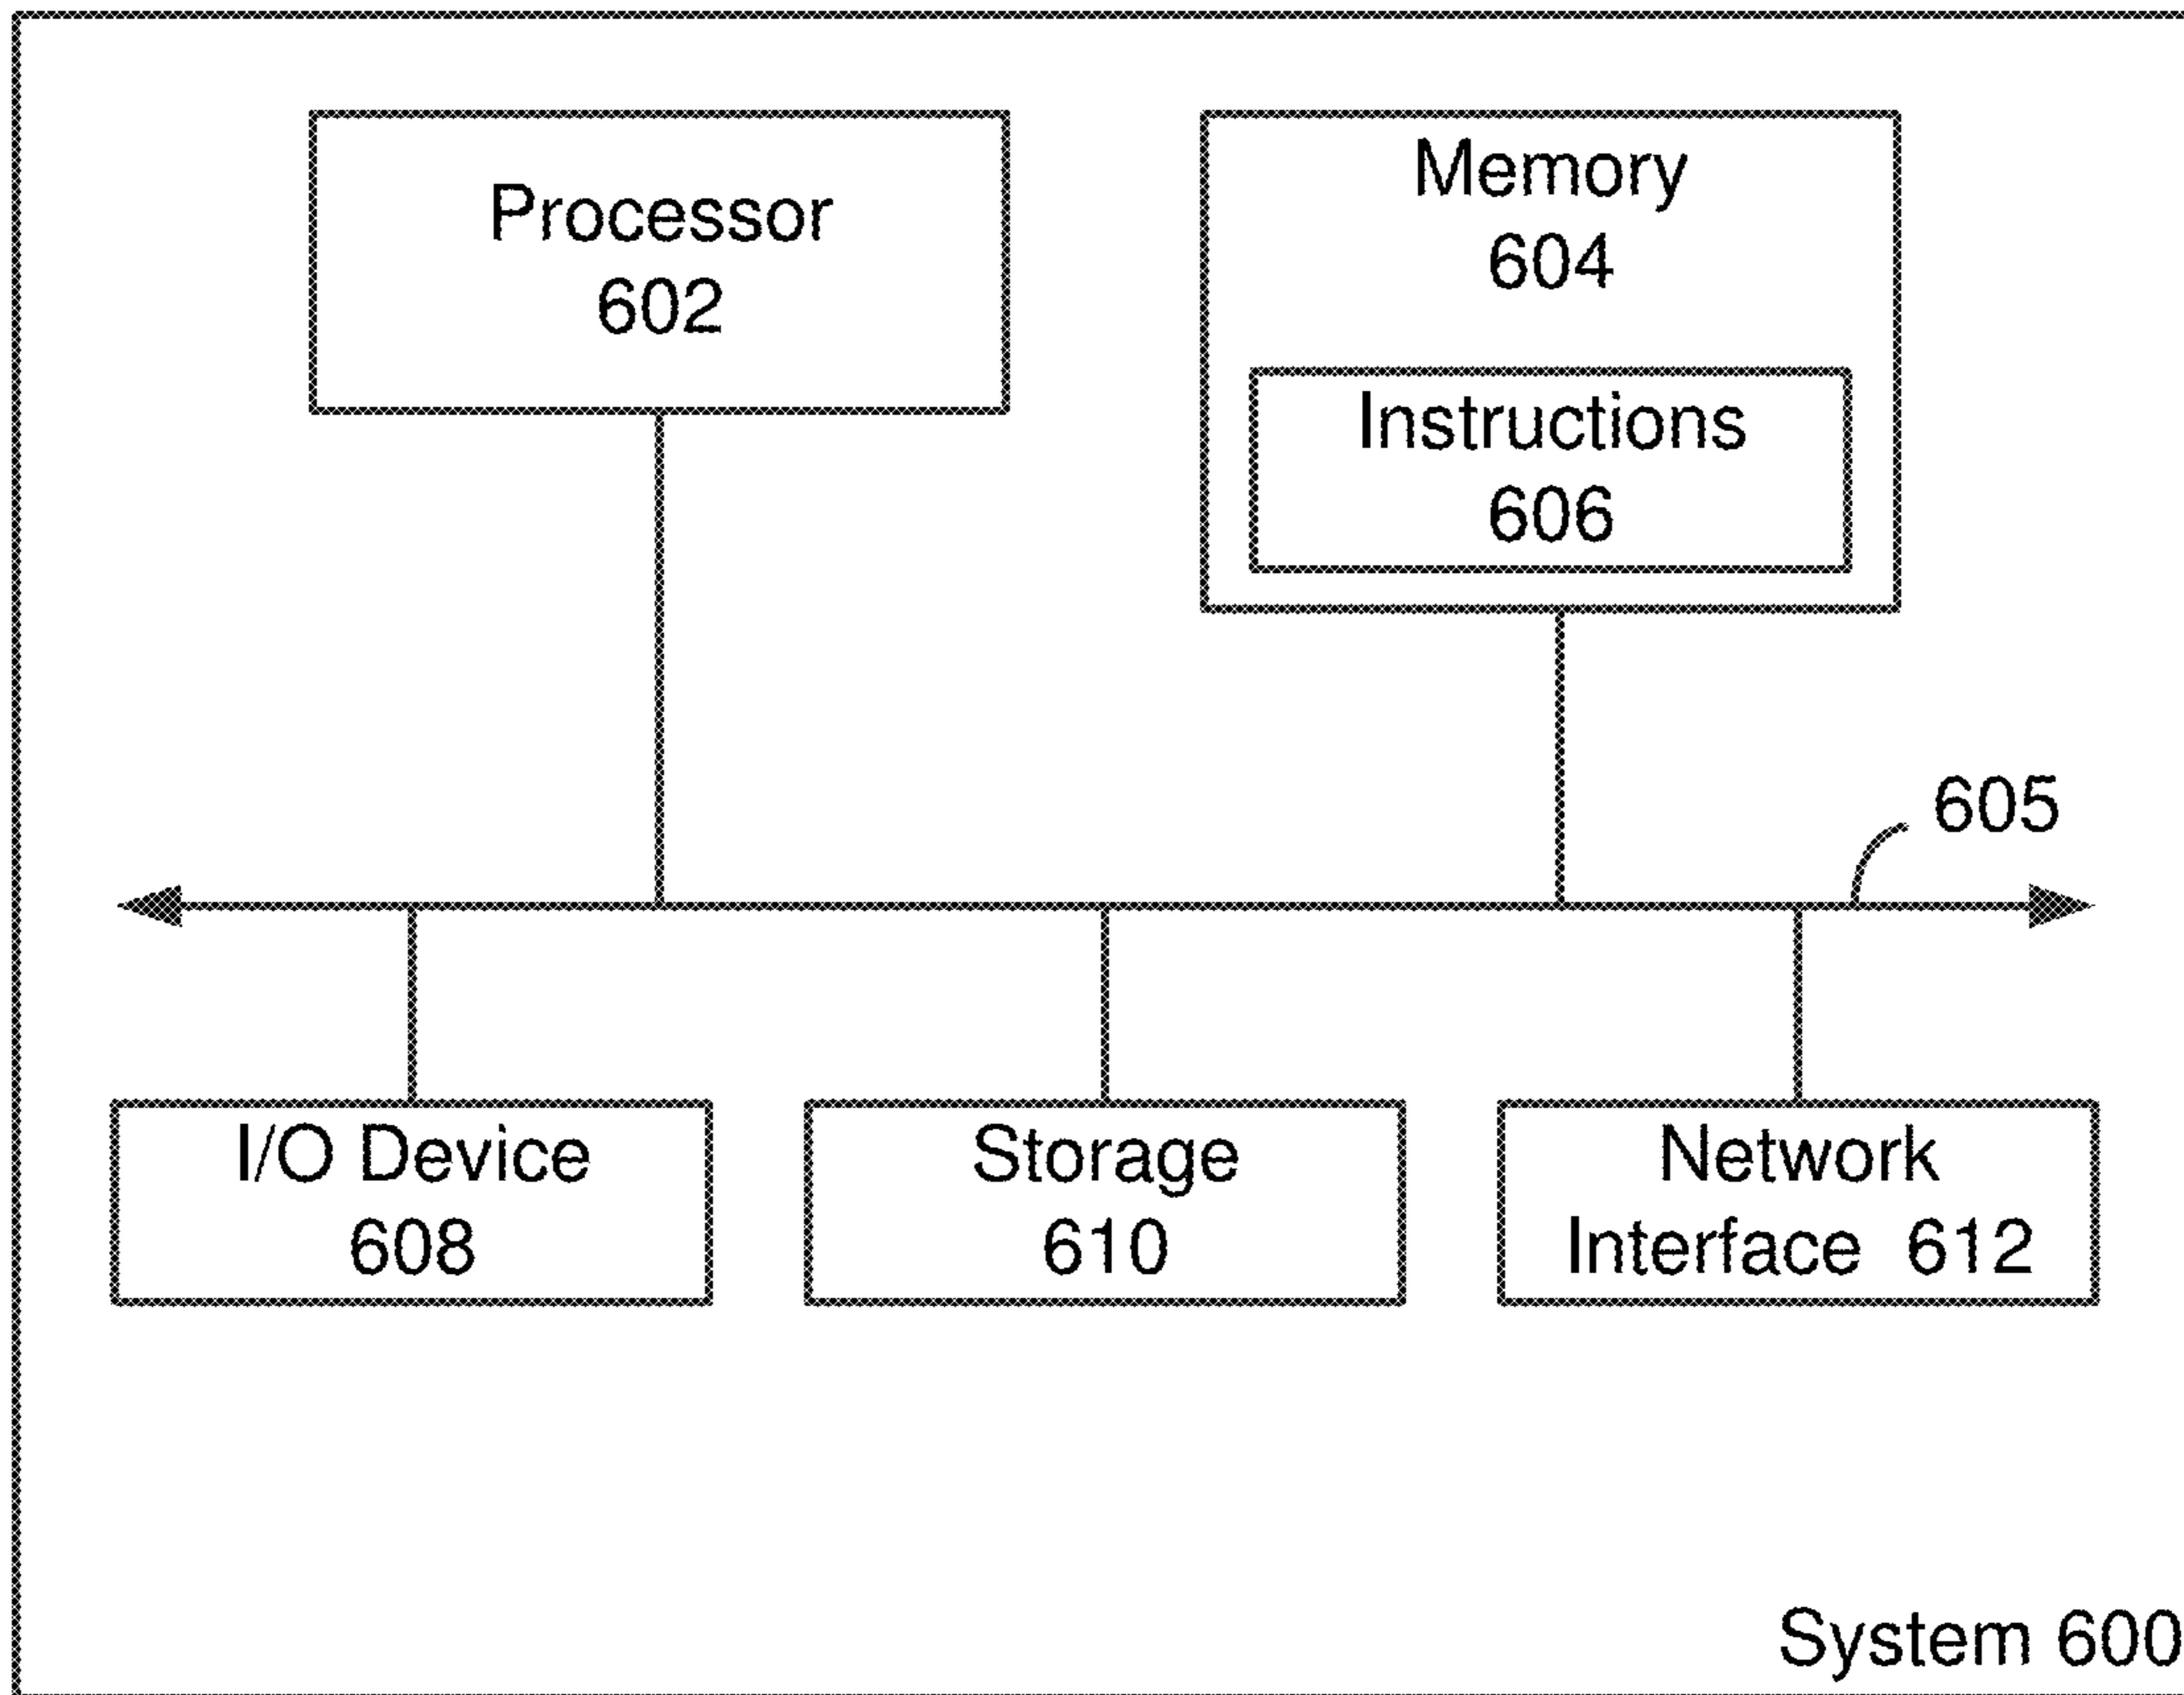 Processor
602
Memory
604
Instructions
606
605
I/O Device
608
Storage
610
Network
Interface 612
System 600